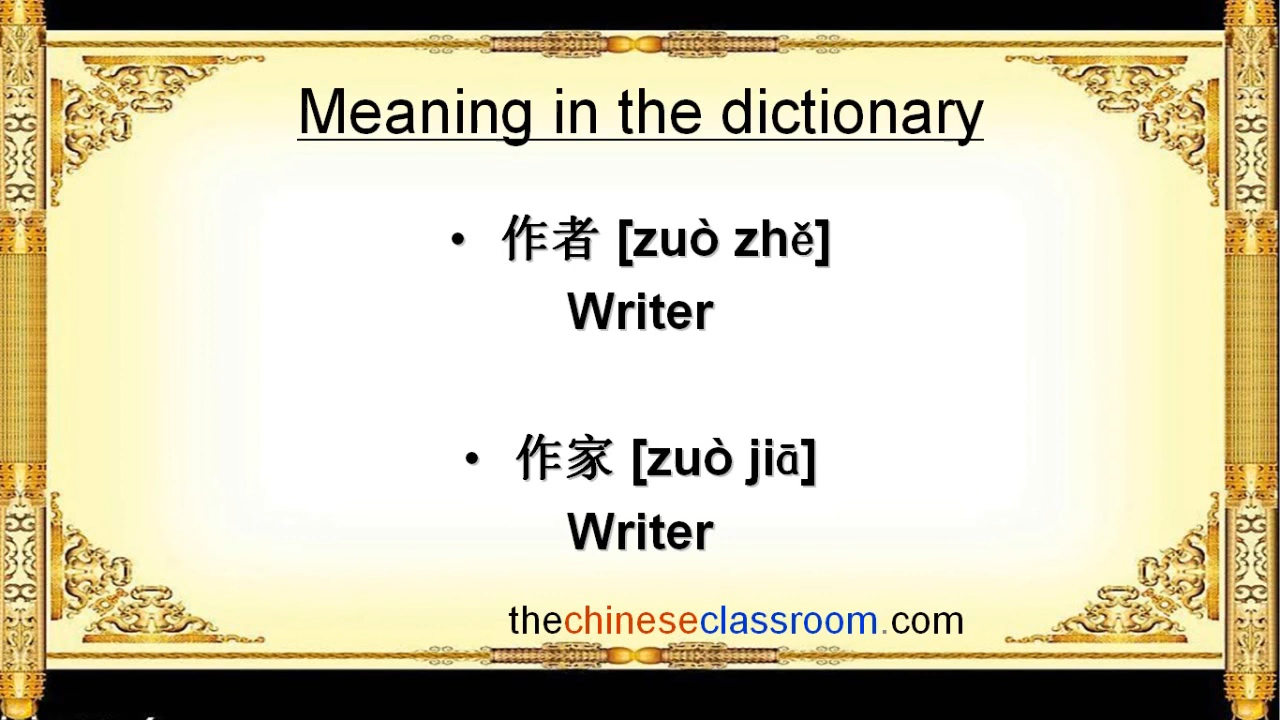 Meaning in the dictionary
• 作者 [zuò zhě]
Writer
• 作家 [zuò jiā]
Writer
thechineseclassroom.com